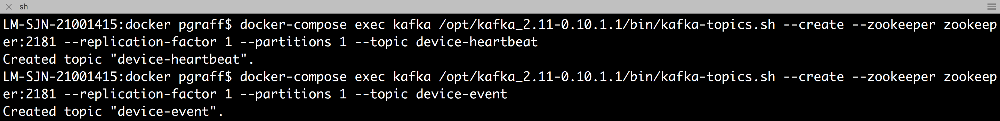 sh
LM-SJN-21001415:docker pgraff$ docker-compose exec kafka /opt/kafka_2.11-0.10.1.1/bin/kafka-topics.sh --create --zookeeper zookeep
er:2181 --replication-factor 1 --partitions 1 --topic device-heartbeat
Created topic "device-heartbeat".
LM-SJN-21001415:docker pgraff$ docker-compose exec kafka /opt/kafka_2.11-0.10.1.1/bin/kafka-topics.sh --create --zookeeper zookeep
er:2181 --replication-factor 1 --partitions 1 --topic device-event
Created topic "device-event".